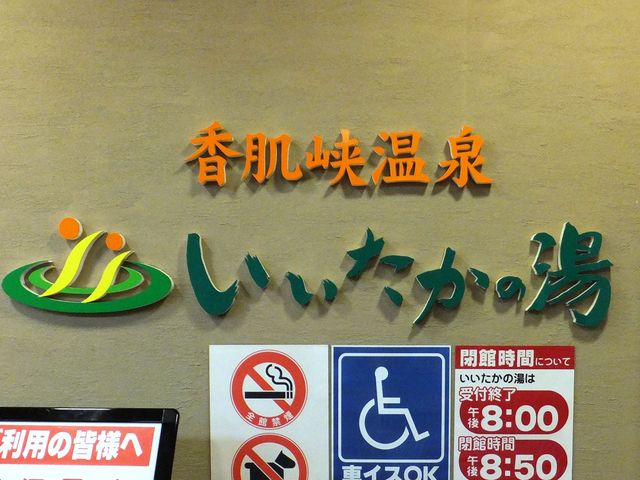 香肌峡温泉
いいたかの湯
全館禁煙
車イスOK
閉館時間について
いいたかの湯は
受付終了
午後8:00
閉館時間
午後8:50
利用の皆様へ